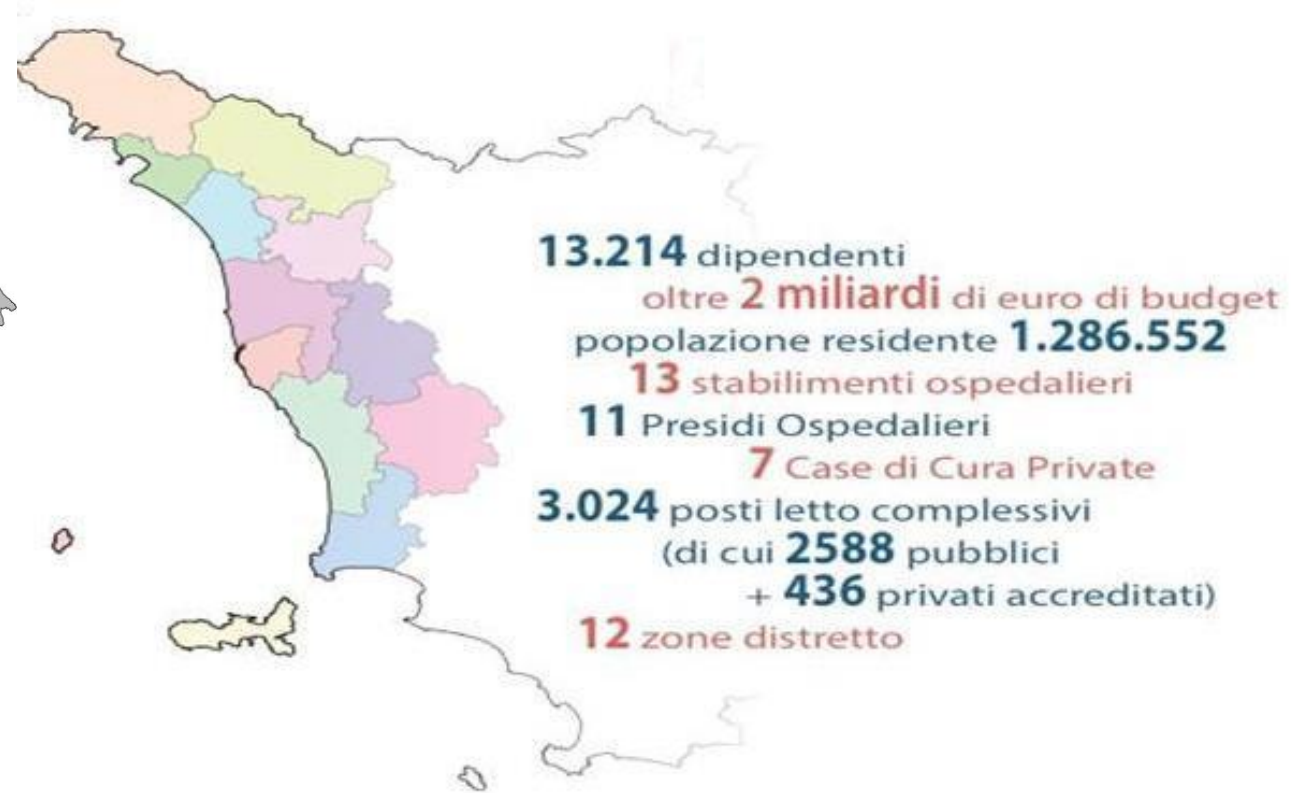 13.214 dipendenti
oltre 2 miliardi di euro di budget
popolazione residente 1.286.552
13 stabilimenti ospedalieri
11 Presidi Ospedalieri
7 Case di Cura Private
3.024 posti letto complessivi
(di cui 2588 pubblici
+ 436 privati accreditati)
12 zone distretto